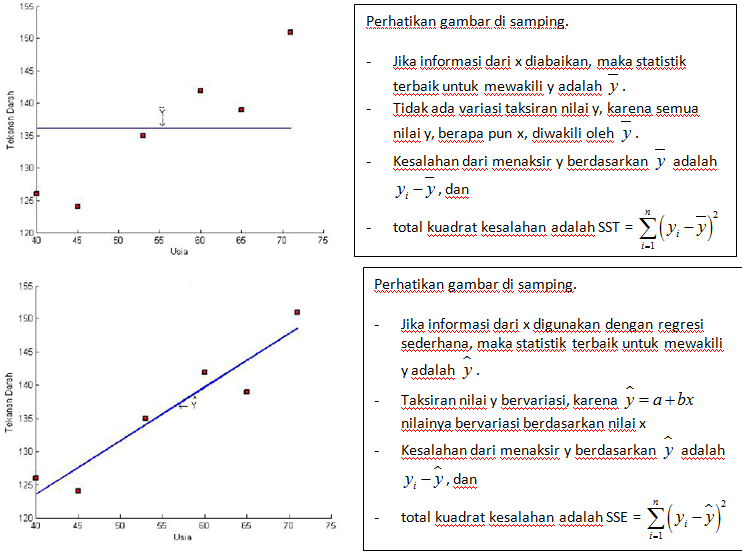 155
150
145
140
135
130
125
120
40
45
50
55
60
65
70
75
Tekanan Darah
Usia
Y
Perhatikan gambar di samping.
- Jika informasi dari x diabaikan, maka statistik
terbaik untuk mewakili y adalah y̅ .
- Tidak ada variasi taksiran nilai y, karena semua
nilai y, berapa pun x, diwakili oleh y̅ .
- Kesalahan dari menaksir y berdasarkan y̅ adalah
yᵢ − y̅ , dan
- total kuadrat kesalahan adalah SST = ∑ⁿᵢ₌₁ (yᵢ − y̅)²
155
150
145
140
135
130
125
120
40
45
50
55
60
65
70
75
Tekanan Darah
Usia
← Ŷ
Perhatikan gambar di samping.
- Jika informasi dari x digunakan dengan regresi
sederhana, maka statistik terbaik untuk mewakili
y adalah ŷ .
- Taksiran nilai y bervariasi, karena ŷ = a + bx
nilainya bervariasi berdasarkan nilai x
- Kesalahan dari menaksir y berdasarkan ŷ adalah
yᵢ − ŷ , dan
- total kuadrat kesalahan adalah SSE = ∑ⁿᵢ₌₁ (yᵢ − ŷ)²